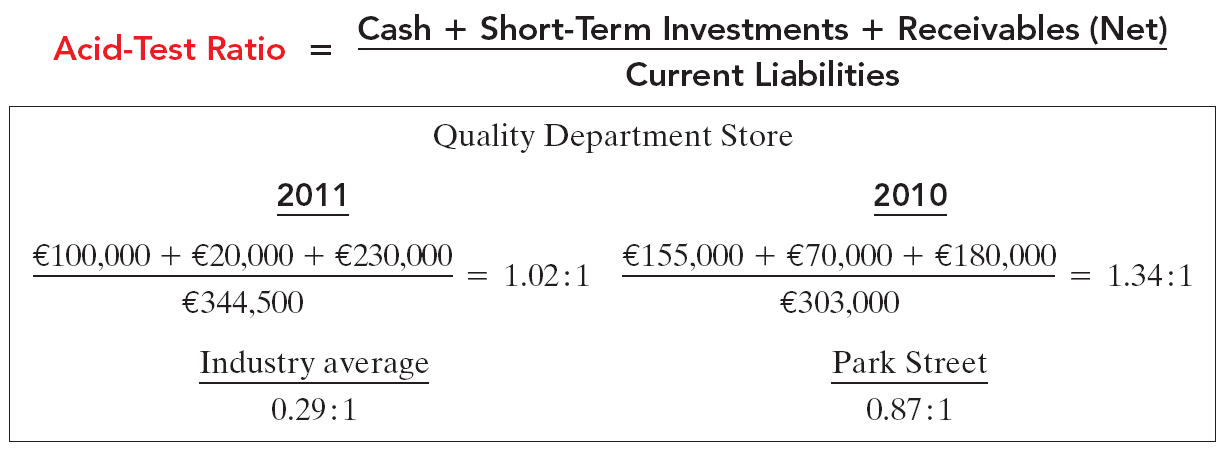 Acid-Test Ratio = Cash + Short-Term Investments + Receivables (Net)
Current Liabilities
Quality Department Store
2011 2010
€100,000 + €20,000 + €230,000 = 1.02:1 €155,000 + €70,000 + €180,000 = 1.34:1
€344,500 €303,000
Industry average Park Street
0.29:1 0.87:1